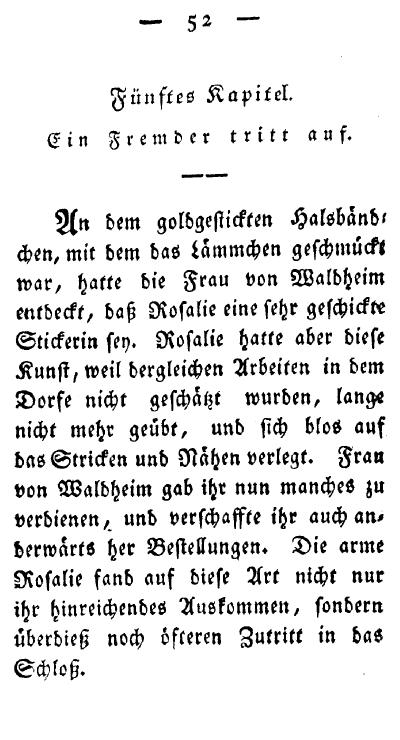 — 52 —
Fünftes Kapitel.
Ein Fremder tritt auf.
An dem goldgestickten Halsbänd-
chen, mit dem das Lämmchen geschmückt
war, hatte die Frau von Waldheim
entdeckt, daß Rosalie eine sehr geschickte
Stickerin sey. Rosalie hatte aber diese
Kunst, weil dergleichen Arbeiten in dem
Dorfe nicht geschätzt wurden, lange
nicht mehr geübt, und sich blos auf
das Stricken und Nähen verlegt. Frau
von Waldheim gab ihr nun manches zu
verdienen, und verschaffte ihr auch an-
derwärts her Bestellungen. Die arme
Rosalie fand auf diese Art nicht nur
ihr hinreichendes Auskommen, sondern
überdieß noch öfteren Zutritt in das
Schloß.